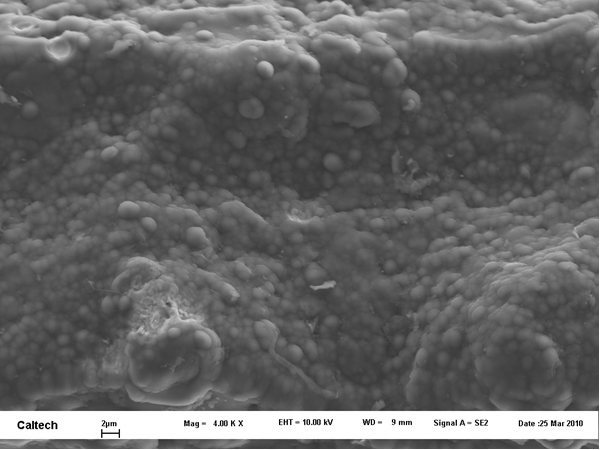 Caltech 2µm Mag = 4.00 K X EHT = 10.00 kV WD = 9 mm Signal A = SE2 Date :25 Mar 2010